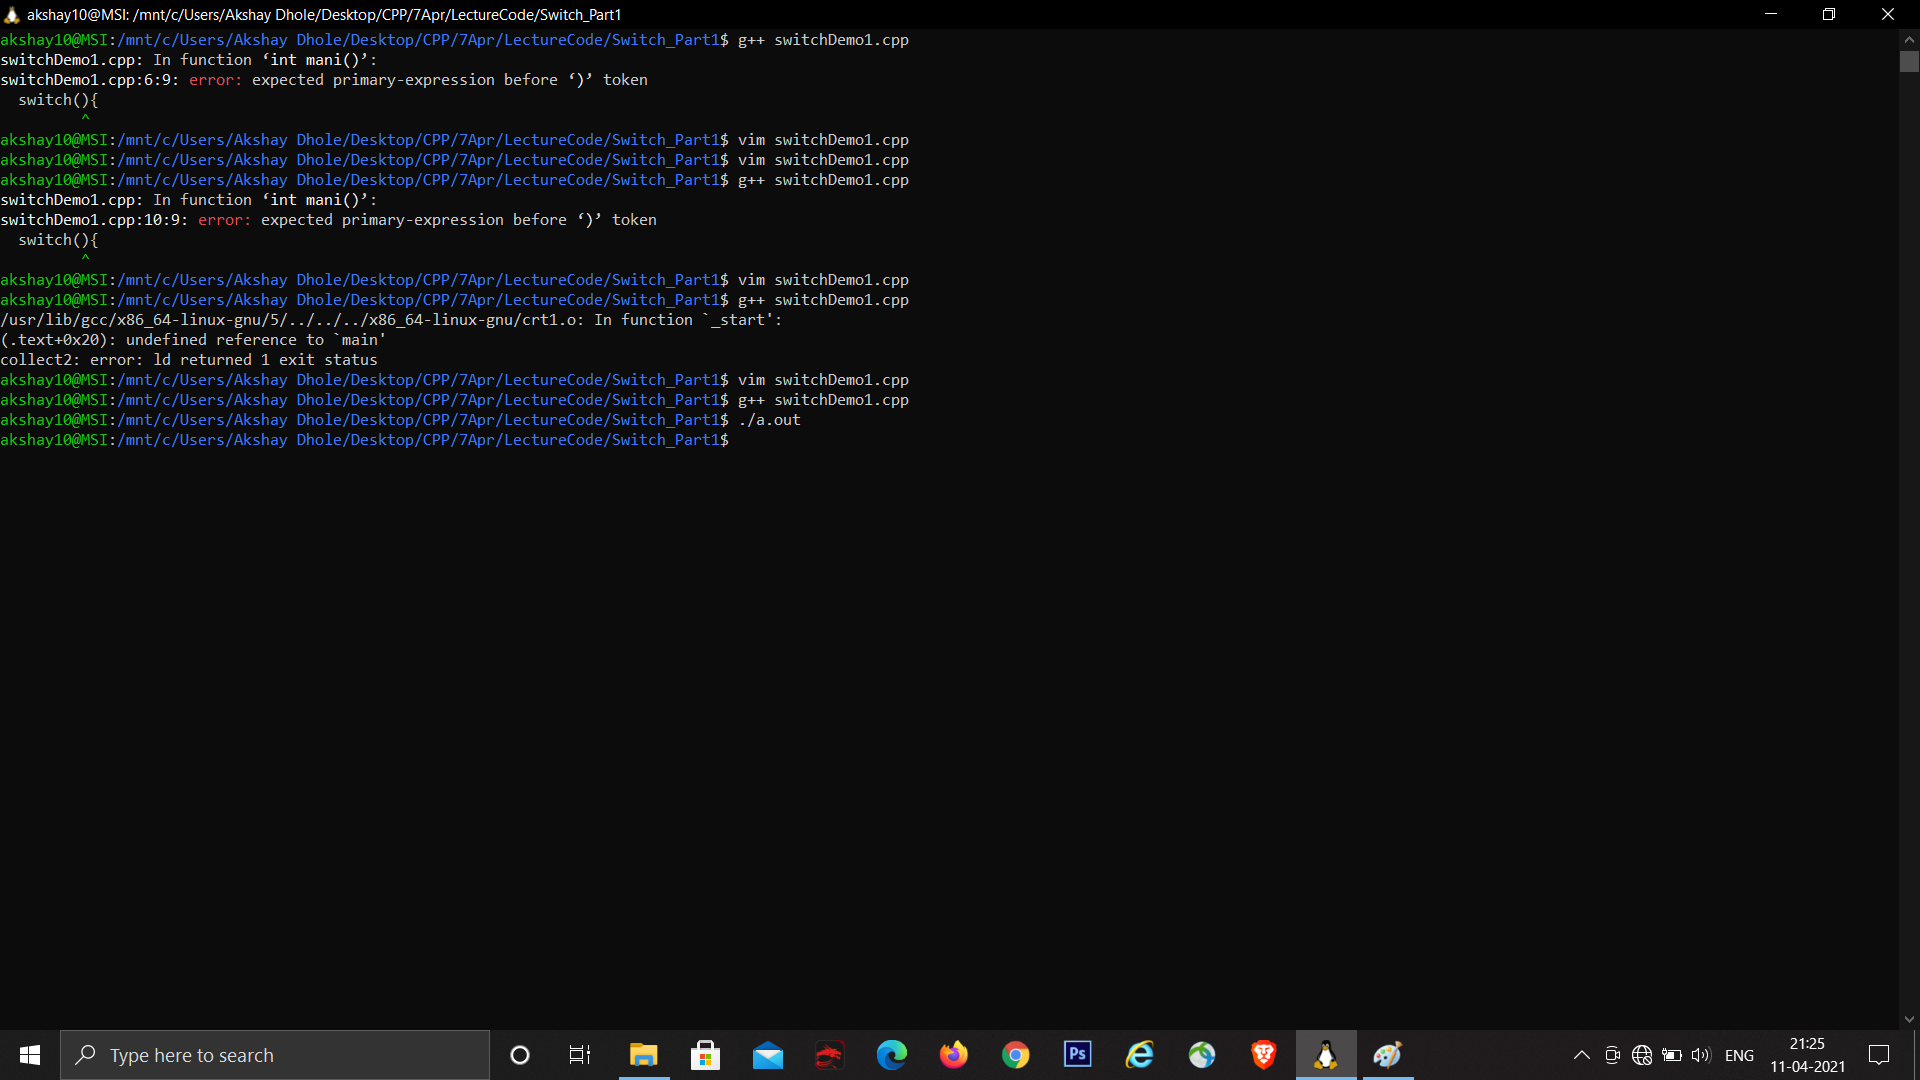 akshay10@MSI: /mnt/c/Users/Akshay Dhole/Desktop/CPP/7Apr/LectureCode/Switch_Part1
akshay10@MSI:/mnt/c/Users/Akshay Dhole/Desktop/CPP/7Apr/LectureCode/Switch_Part1$ g++ switchDemo1.cpp
switchDemo1.cpp: In function ‘int mani()’:
switchDemo1.cpp:6:9: error: expected primary-expression before ‘)’ token
  switch(){
         ^
akshay10@MSI:/mnt/c/Users/Akshay Dhole/Desktop/CPP/7Apr/LectureCode/Switch_Part1$ vim switchDemo1.cpp
akshay10@MSI:/mnt/c/Users/Akshay Dhole/Desktop/CPP/7Apr/LectureCode/Switch_Part1$ vim switchDemo1.cpp
akshay10@MSI:/mnt/c/Users/Akshay Dhole/Desktop/CPP/7Apr/LectureCode/Switch_Part1$ g++ switchDemo1.cpp
switchDemo1.cpp: In function ‘int mani()’:
switchDemo1.cpp:10:9: error: expected primary-expression before ‘)’ token
  switch(){
         ^
akshay10@MSI:/mnt/c/Users/Akshay Dhole/Desktop/CPP/7Apr/LectureCode/Switch_Part1$ vim switchDemo1.cpp
akshay10@MSI:/mnt/c/Users/Akshay Dhole/Desktop/CPP/7Apr/LectureCode/Switch_Part1$ g++ switchDemo1.cpp
/usr/lib/gcc/x86_64-linux-gnu/5/../../../x86_64-linux-gnu/crt1.o: In function `_start':
(.text+0x20): undefined reference to `main'
collect2: error: ld returned 1 exit status
akshay10@MSI:/mnt/c/Users/Akshay Dhole/Desktop/CPP/7Apr/LectureCode/Switch_Part1$ vim switchDemo1.cpp
akshay10@MSI:/mnt/c/Users/Akshay Dhole/Desktop/CPP/7Apr/LectureCode/Switch_Part1$ g++ switchDemo1.cpp
akshay10@MSI:/mnt/c/Users/Akshay Dhole/Desktop/CPP/7Apr/LectureCode/Switch_Part1$ ./a.out
akshay10@MSI:/mnt/c/Users/Akshay Dhole/Desktop/CPP/7Apr/LectureCode/Switch_Part1$
Type here to search
Ps
ENG
21:25
11-04-2021